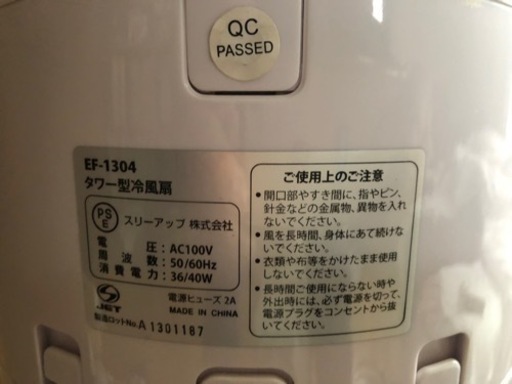 QC
PASSED
EF-1304
タワー型冷風扇
PS
E
スリーアップ 株式会社
電 圧:AC100V
周 波 数:50/60Hz
消 費 電 力:36/40W
JET
電源ヒューズ 2A
MADE IN CHINA
製造ロットNo.A 1301187
ご使用上のご注意
●開口部やすき間に、指やピン、
針金などの金属物、異物を入れ
ないでください。
●風を長時間、身体にあて続けな
いでください。
●衣類や布等をかけたまま使用
しないでください。
●長時間ご使用にならない時や
外出時には、必ず電源を切って、
電源プラグをコンセントから抜
いてください。